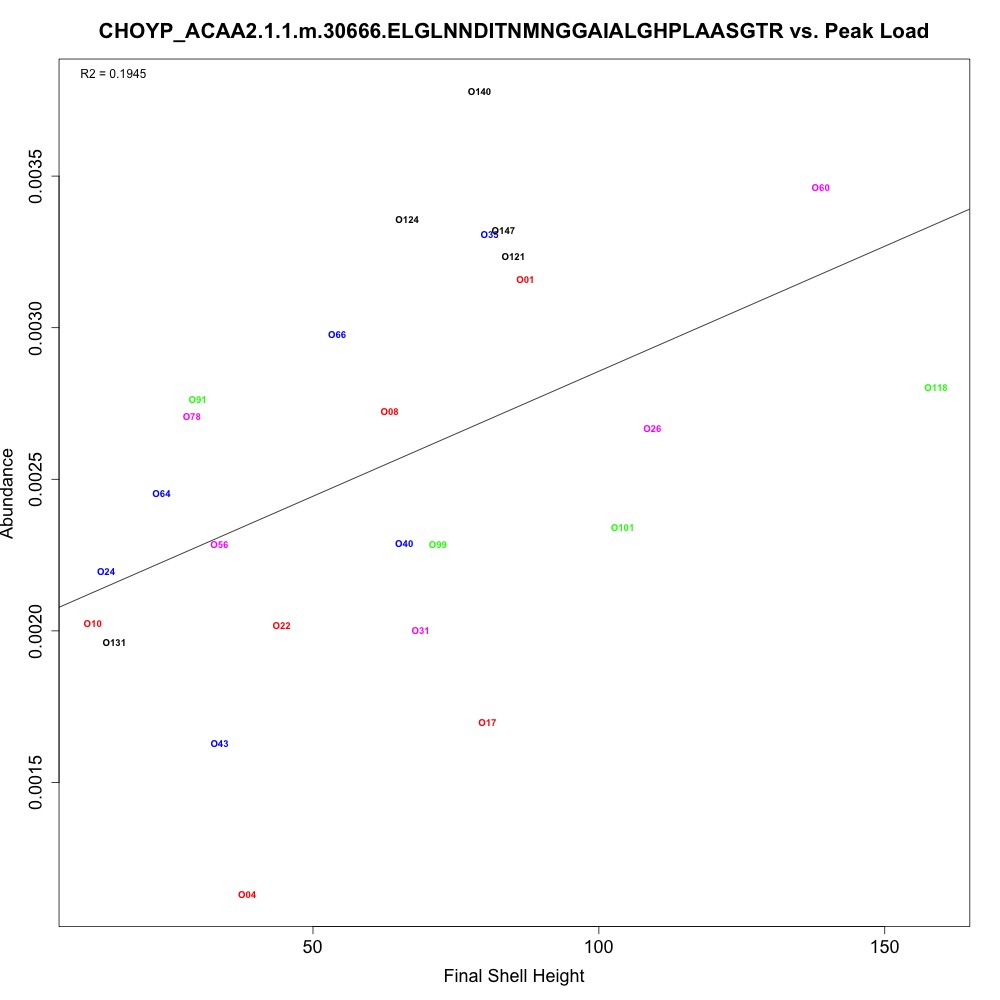 CHOYP_ACAA2.1.1.m.30666.ELGLNNDITNMNGGAIALGHPLAASGTR vs. Peak Load
R2 = 0.1945
O140
O60
O124
O147
O35
O121
O01
O66
O118
O91
O08
O78
O26
O64
O101
O56
O40
O99
O24
O10
O22
O31
O131
O17
O43
O04
0.0035
0.0030
0.0025
0.0020
0.0015
Abundance
50 100 150
Final Shell Height